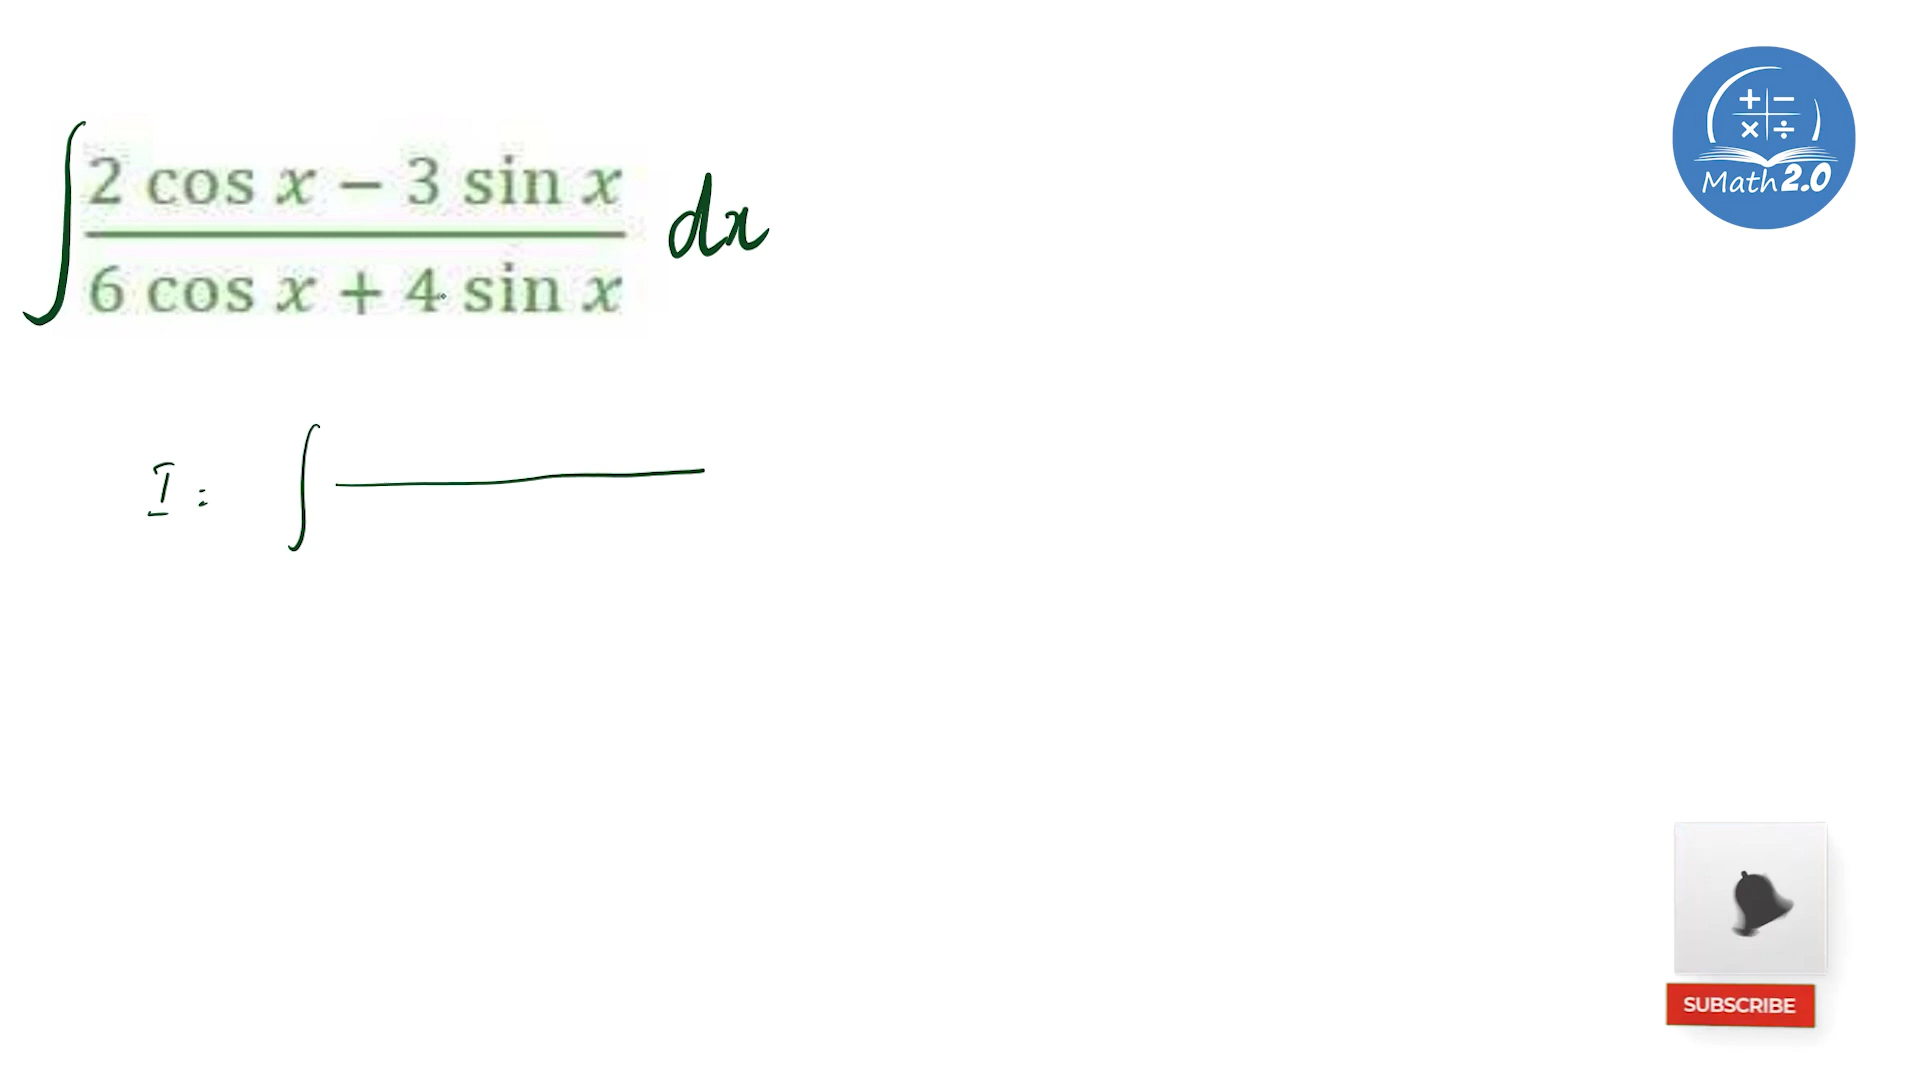 ∫ (2 cos x − 3 sin x) / (6 cos x + 4 sin x) dx
I = ∫
+ −
× ÷
Math 2.0
SUBSCRIBE